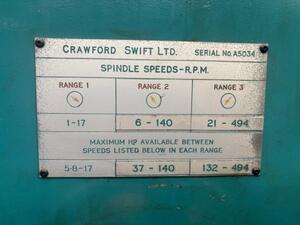 CRAWFORD SWIFT LTD. SERIAL NO. A5034
SPINDLE SPEEDS-R.P.M.
RANGE 1 RANGE 2 RANGE 3
1-17 6-140 21-494
MAXIMUM HP AVAILABLE BETWEEN
SPEEDS LISTED BELOW IN EACH RANGE
5·8-17 37-140 132-494